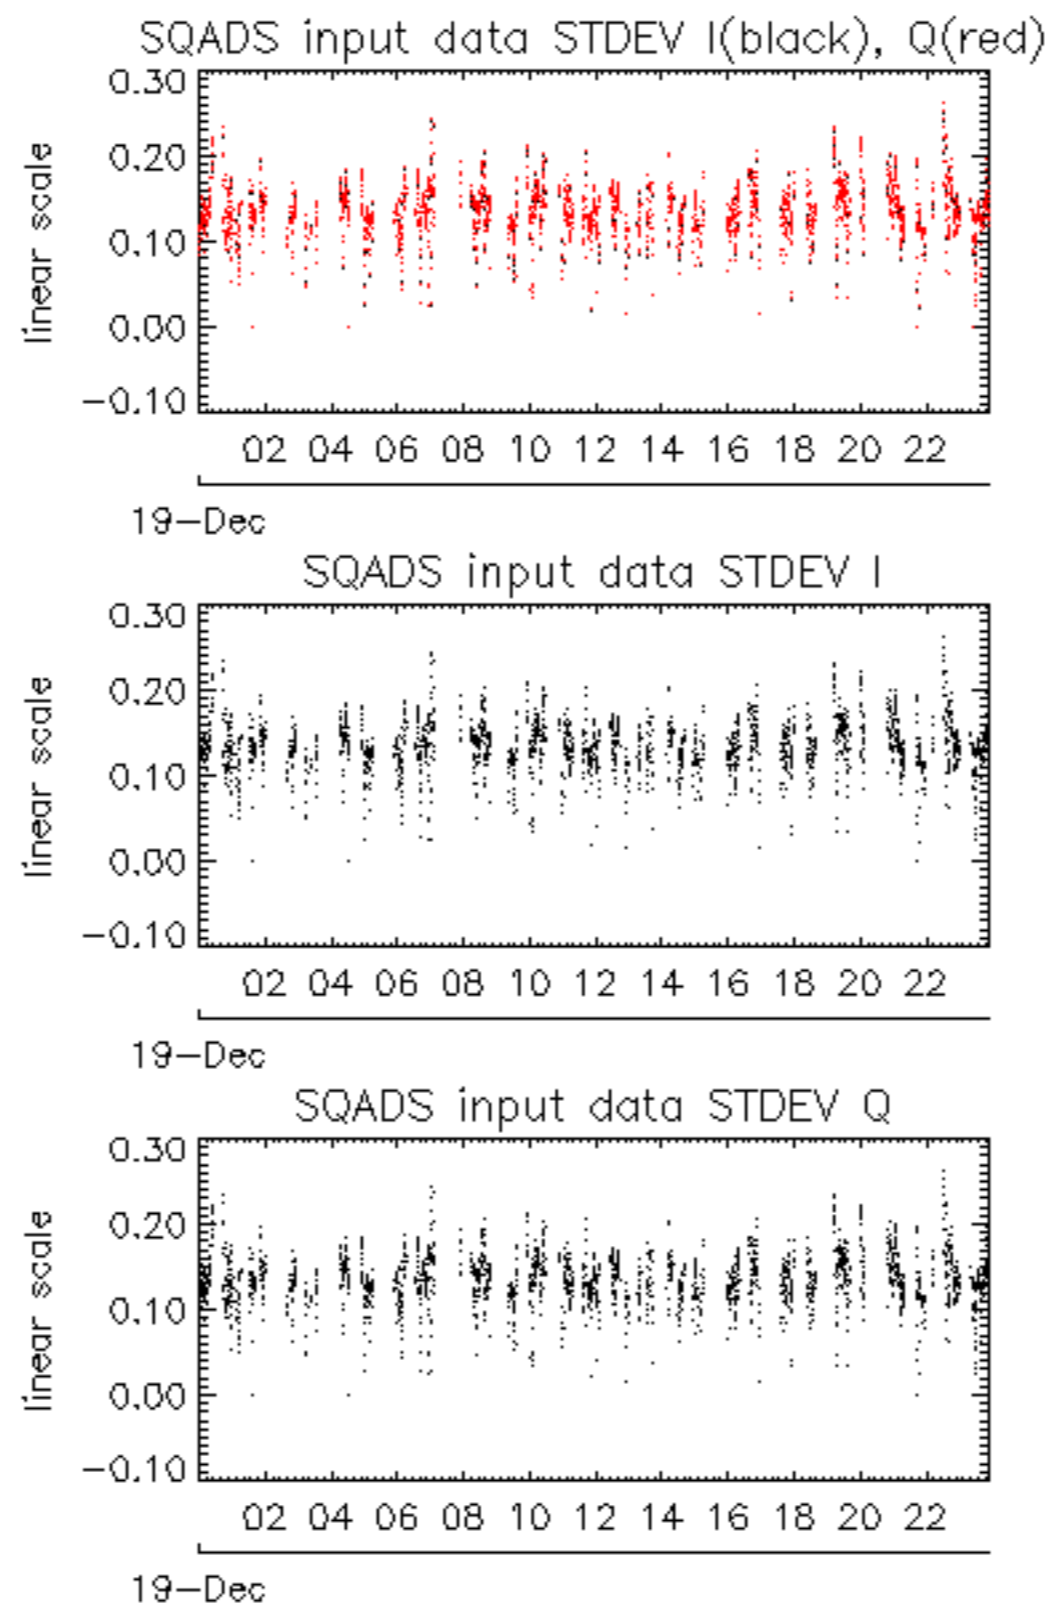 SQADS input data STDEV I(black), Q(red)
linear scale
0.30
0.20
0.10
0.00
−0.10
02 04 06 08 10 12 14 16 18 20 22
19−Dec
SQADS input data STDEV I
linear scale
0.30
0.20
0.10
0.00
−0.10
02 04 06 08 10 12 14 16 18 20 22
19−Dec
SQADS input data STDEV Q
linear scale
0.30
0.20
0.10
0.00
−0.10
02 04 06 08 10 12 14 16 18 20 22
19−Dec